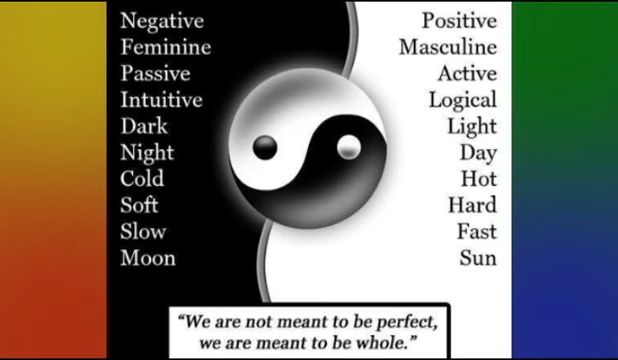 Negative
Feminine
Passive
Intuitive
Dark
Night
Cold
Soft
Slow
Moon
Positive
Masculine
Active
Logical
Light
Day
Hot
Hard
Fast
Sun
“We are not meant to be perfect,
we are meant to be whole.”